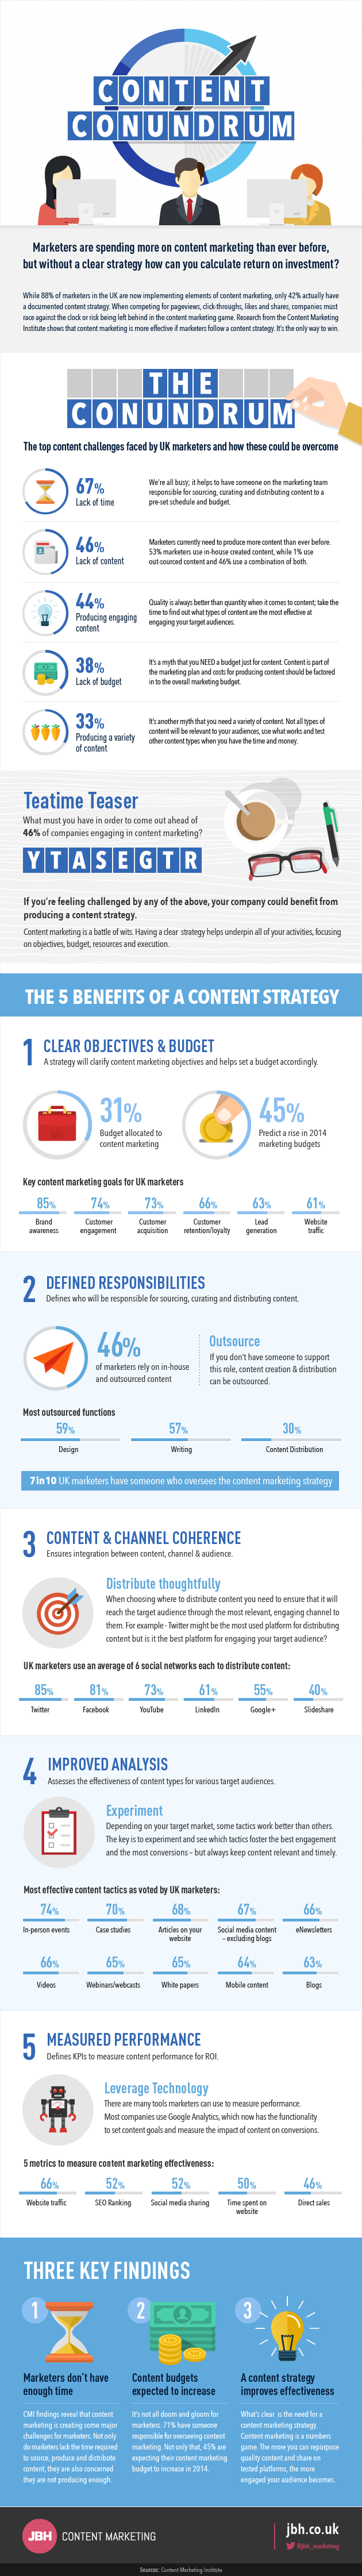 CONTENT
CONUNDRUM
Marketers are spending more on content marketing than ever before,
but without a clear strategy how can you calculate return on investment?
While 88% of marketers in the UK are now implementing elements of content marketing, only 42% actually have
a documented content strategy. When competing for pageviews, click-throughs, likes and shares, companies must
race against the clock or risk being left behind in the content marketing game. Research from the Content Marketing
Institute shows that content marketing is more effective if marketers follow a content strategy. It's the only way to win.
THE
CONUNDRUM
The top content challenges faced by UK marketers and how these could be overcome
67%
Lack of time
We're all busy; it helps to have someone on the marketing team
responsible for sourcing, curating and distributing content to a
pre-set schedule and budget.
46%
Lack of content
Marketers currently need to produce more content than ever before.
53% marketers use in-house created content, while 1% use
out-sourced content and 46% use a combination of both.
44%
Producing engaging
content
Quality is always better than quantity when it comes to content; take the
time to find out what types of content are the most effective at
engaging your target audiences.
38%
Lack of budget
It's a myth that you NEED a budget just for content. Content is part of
the marketing plan and costs for producing content should be factored
in to the overall marketing budget.
33%
Producing a variety
of content
It's another myth that you need a variety of content. Not all types of
content will be relevant to your audiences, use what works and test
other content types when you have the time and money.
Teatime Teaser
What must you have in order to come out ahead of
46% of companies engaging in content marketing?
YTASEGTR
If you're feeling challenged by any of the above, your company could benefit from
producing a content strategy.
Content marketing is a battle of wits. Having a clear strategy helps underpin all of your activities, focusing
on objectives, budget, resources and execution.
THE 5 BENEFITS OF A CONTENT STRATEGY
1 CLEAR OBJECTIVES & BUDGET
A strategy will clarify content marketing objectives and helps set a budget accordingly.
31%
Budget allocated to
content marketing
45%
Predict a rise in 2014
marketing budgets
Key content marketing goals for UK marketers
85% 74% 73% 66% 63% 61%
Brand Customer Customer Customer Lead Website
awareness engagement acquisition retention/loyalty generation traffic
2 DEFINED RESPONSIBILITIES
Defines who will be responsible for sourcing, curating and distributing content.
46%
of marketers rely on in-house
and outsourced content
Outsource
If you don't have someone to support
this role, content creation & distribution
can be outsourced.
Most outsourced functions
59% 57% 30%
Design Writing Content Distribution
7 in 10 UK marketers have someone who oversees the content marketing strategy
3 CONTENT & CHANNEL COHERENCE
Ensures integration between content, channel & audience.
Distribute thoughtfully
When choosing where to distribute content you need to ensure that it will
reach the target audience through the most relevant, engaging channel to
them. For example - Twitter might be the most used platform for distributing
content but is it the best platform for engaging your target audience?
UK marketers use an average of 6 social networks each to distribute content:
85% 81% 73% 61% 55% 40%
Twitter Facebook YouTube LinkedIn Google+ Slideshare
4 IMPROVED ANALYSIS
Assesses the effectiveness of content types for various target audiences.
Experiment
Depending on your target market, some tactics work better than others.
The key is to experiment and see which tactics foster the best engagement
and the most conversions – but always keep content relevant and timely.
Most effective content tactics as voted by UK marketers:
74% 70% 68% 67% 66%
In-person events Case studies Articles on your Social media content eNewsletters
website – excluding blogs
66% 65% 65% 64% 63%
Videos Webinars/webcasts White papers Mobile content Blogs
5 MEASURED PERFORMANCE
Defines KPIs to measure content performance for ROI.
Leverage Technology
There are many tools marketers can use to measure performance.
Most companies use Google Analytics, which now has the functionality
to set content goals and measure the impact of content on conversions.
5 metrics to measure content marketing effectiveness:
66% 52% 52% 50% 46%
Website traffic SEO Ranking Social media sharing Time spent on Direct sales
website
THREE KEY FINDINGS
1
Marketers don't have
enough time
CMI findings reveal that content
marketing is creating some major
challenges for marketers. Not only
do marketers lack the time required
to source, produce and distribute
content, they are also concerned
they are not producing enough.
2
Content budgets
expected to increase
It's not all doom and gloom for
marketers. 71% have someone
responsible for overseeing content
marketing. Not only that, 45% are
expecting their content marketing
budget to increase in 2014.
3
A content strategy
improves effectiveness
What's clear is the need for a
content marketing strategy.
Content marketing is a numbers
game. The more you can repurpose
quality content and share on
tested platforms, the more
engaged your audience becomes.
JBH CONTENT MARKETING
jbh.co.uk
@jbh_marketing
Sources: Content Marketing Institute